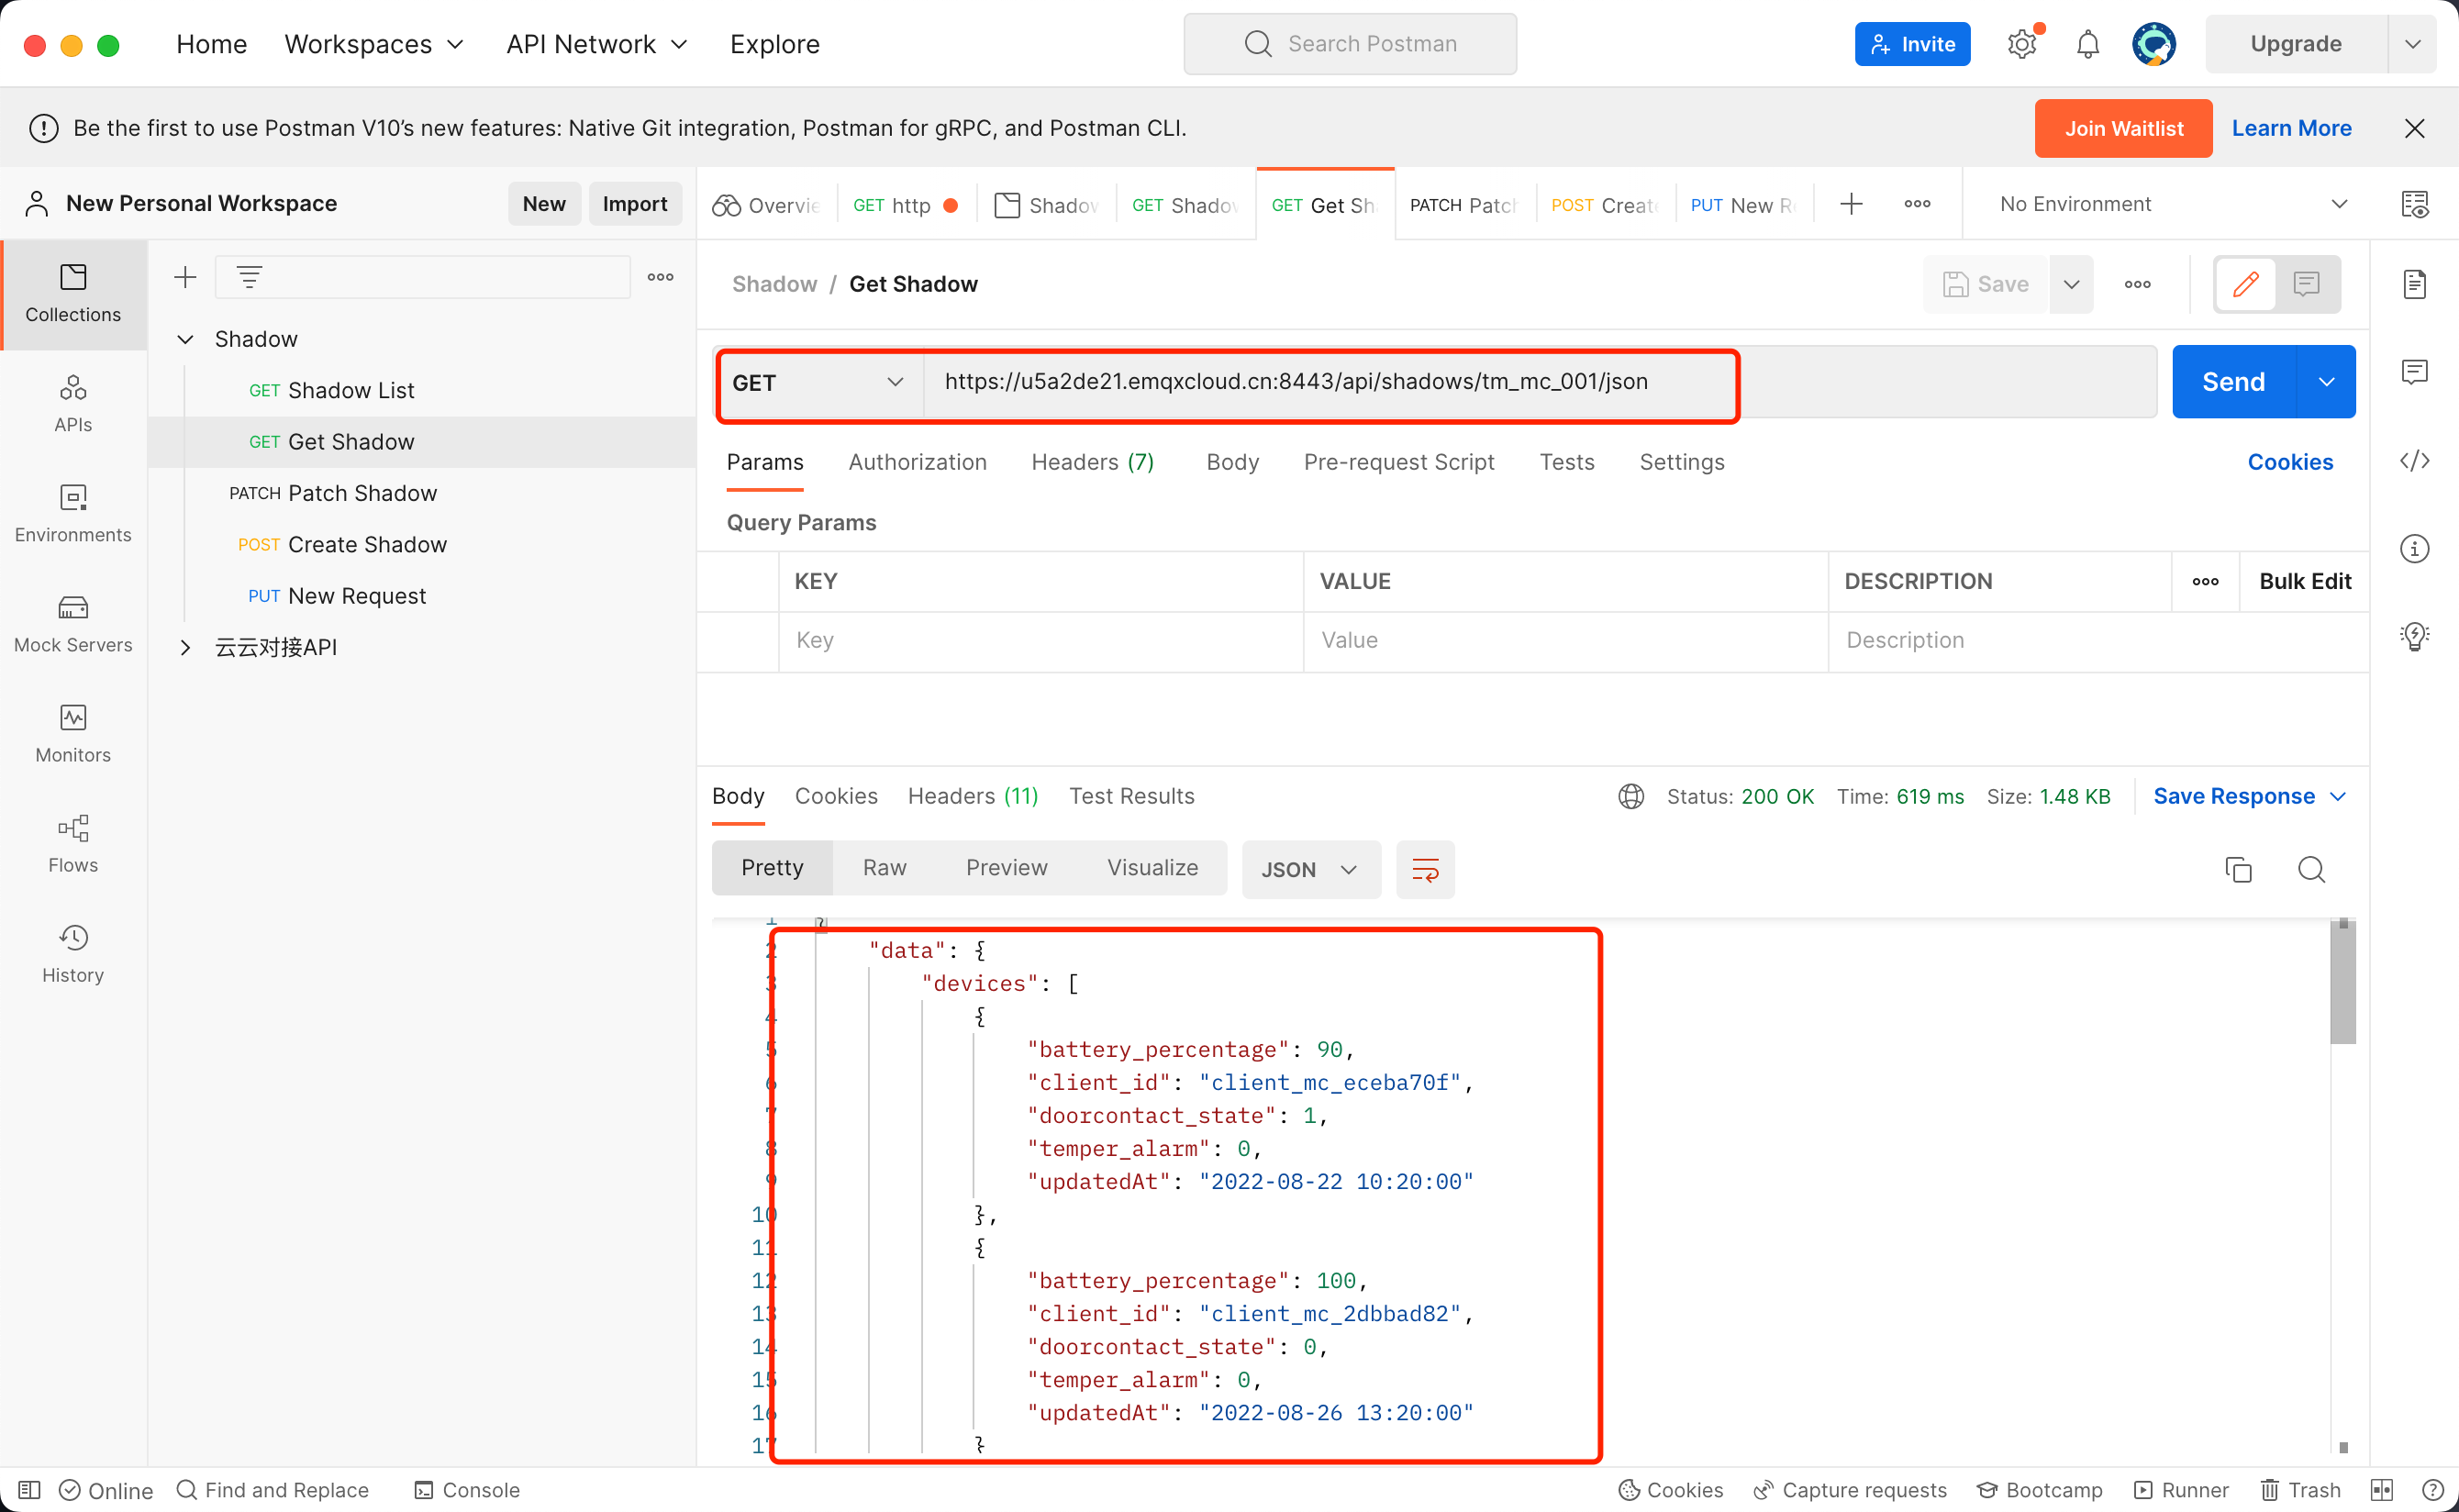 Home Workspaces API Network Explore Search Postman Invite Upgrade
Be the first to use Postman V10’s new features: Native Git integration, Postman for gRPC, and Postman CLI. Join Waitlist Learn More
New Personal Workspace New Import
Overvie GET http Shadow GET Shadow GET Get Sh PATCH Patch POST Create PUT New R No Environment
Collections
APIs
Environments
Mock Servers
Monitors
Flows
History
Shadow
GET Shadow List
GET Get Shadow
PATCH Patch Shadow
POST Create Shadow
PUT New Request
云云对接API
Shadow / Get Shadow Save
GET https://u5a2de21.emqxcloud.cn:8443/api/shadows/tm_mc_001/json Send
Params Authorization Headers (7) Body Pre-request Script Tests Settings Cookies
Query Params
KEY VALUE DESCRIPTION Bulk Edit
Key Value Description
Body Cookies Headers (11) Test Results Status: 200 OK Time: 619 ms Size: 1.48 KB Save Response
Pretty Raw Preview Visualize JSON
1 {
2 "data": {
3 "devices": [
4 {
5 "battery_percentage": 90,
6 "client_id": "client_mc_eceba70f",
7 "doorcontact_state": 1,
8 "temper_alarm": 0,
9 "updatedAt": "2022-08-22 10:20:00"
10 },
11 {
12 "battery_percentage": 100,
13 "client_id": "client_mc_2dbbad82",
14 "doorcontact_state": 0,
15 "temper_alarm": 0,
16 "updatedAt": "2022-08-26 13:20:00"
17 }
Online Find and Replace Console Cookies Capture requests Bootcamp Runner Trash